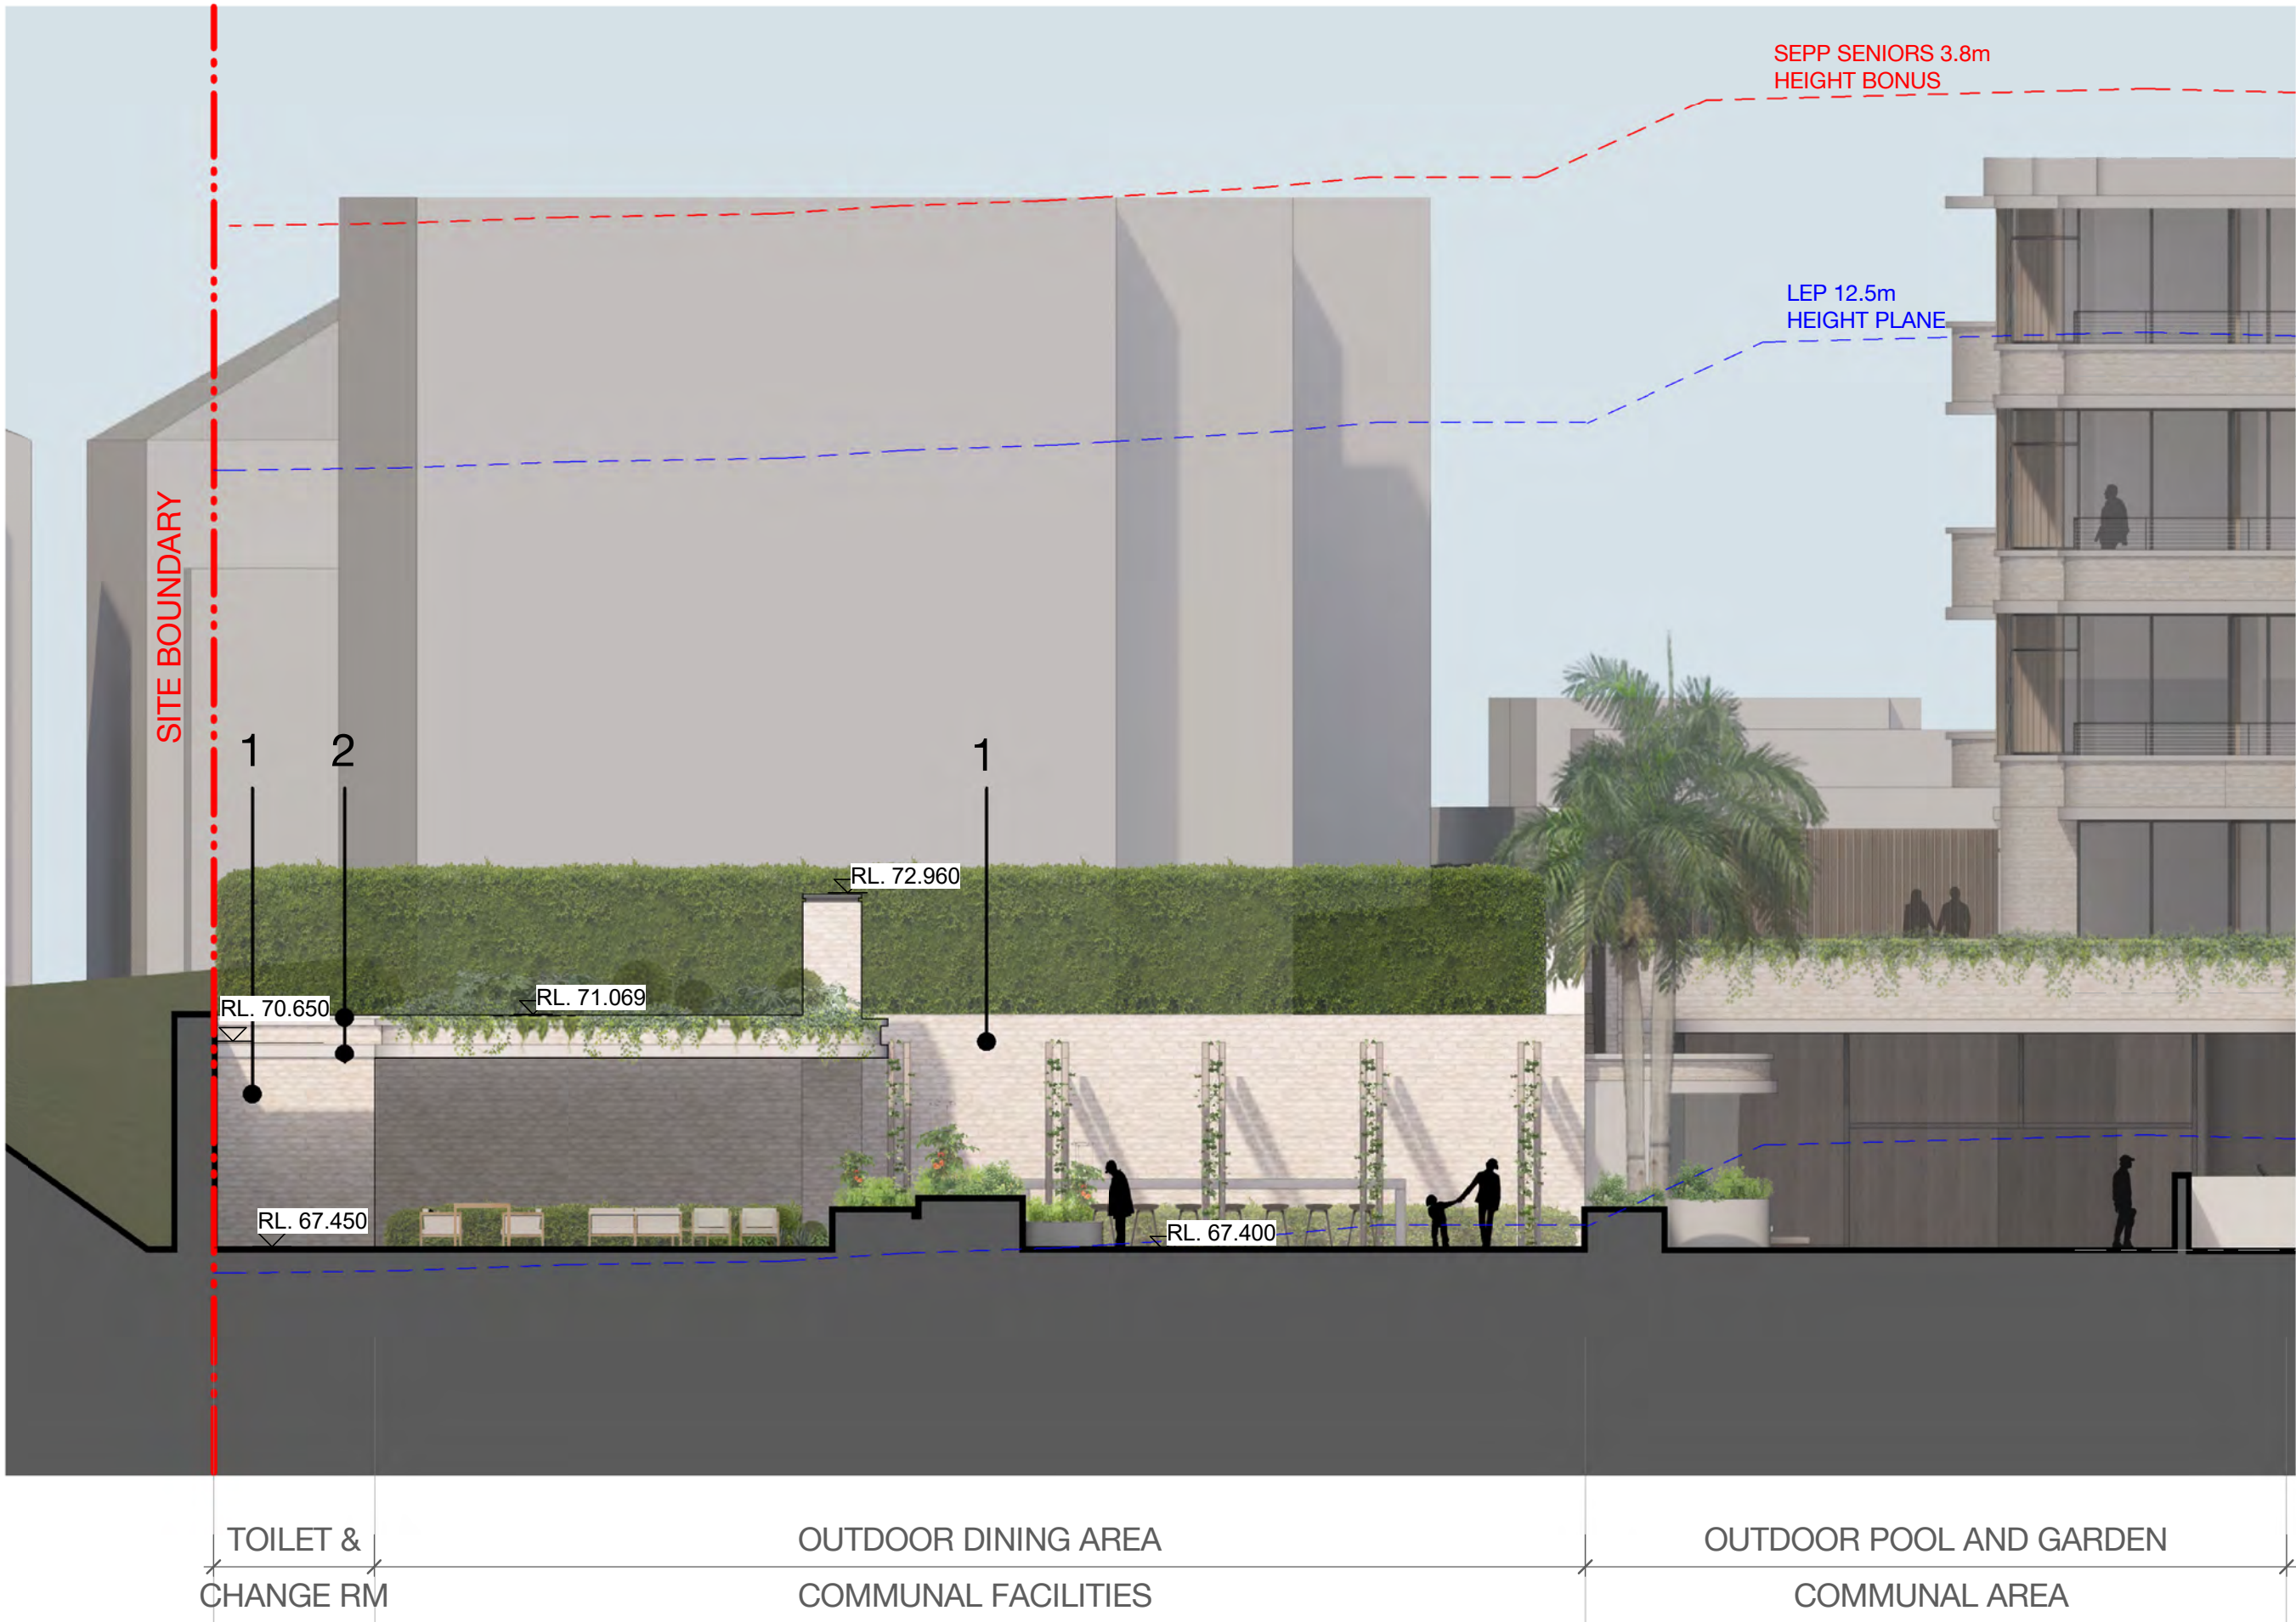 SEPP SENIORS 3.8m
HEIGHT BONUS
LEP 12.5m
HEIGHT PLANE
SITE BOUNDARY
1
2
1
RL. 72.960
RL. 71.069
RL. 70.650
RL. 67.450
RL. 67.400
TOILET &
CHANGE RM
OUTDOOR DINING AREA
COMMUNAL FACILITIES
OUTDOOR POOL AND GARDEN
COMMUNAL AREA